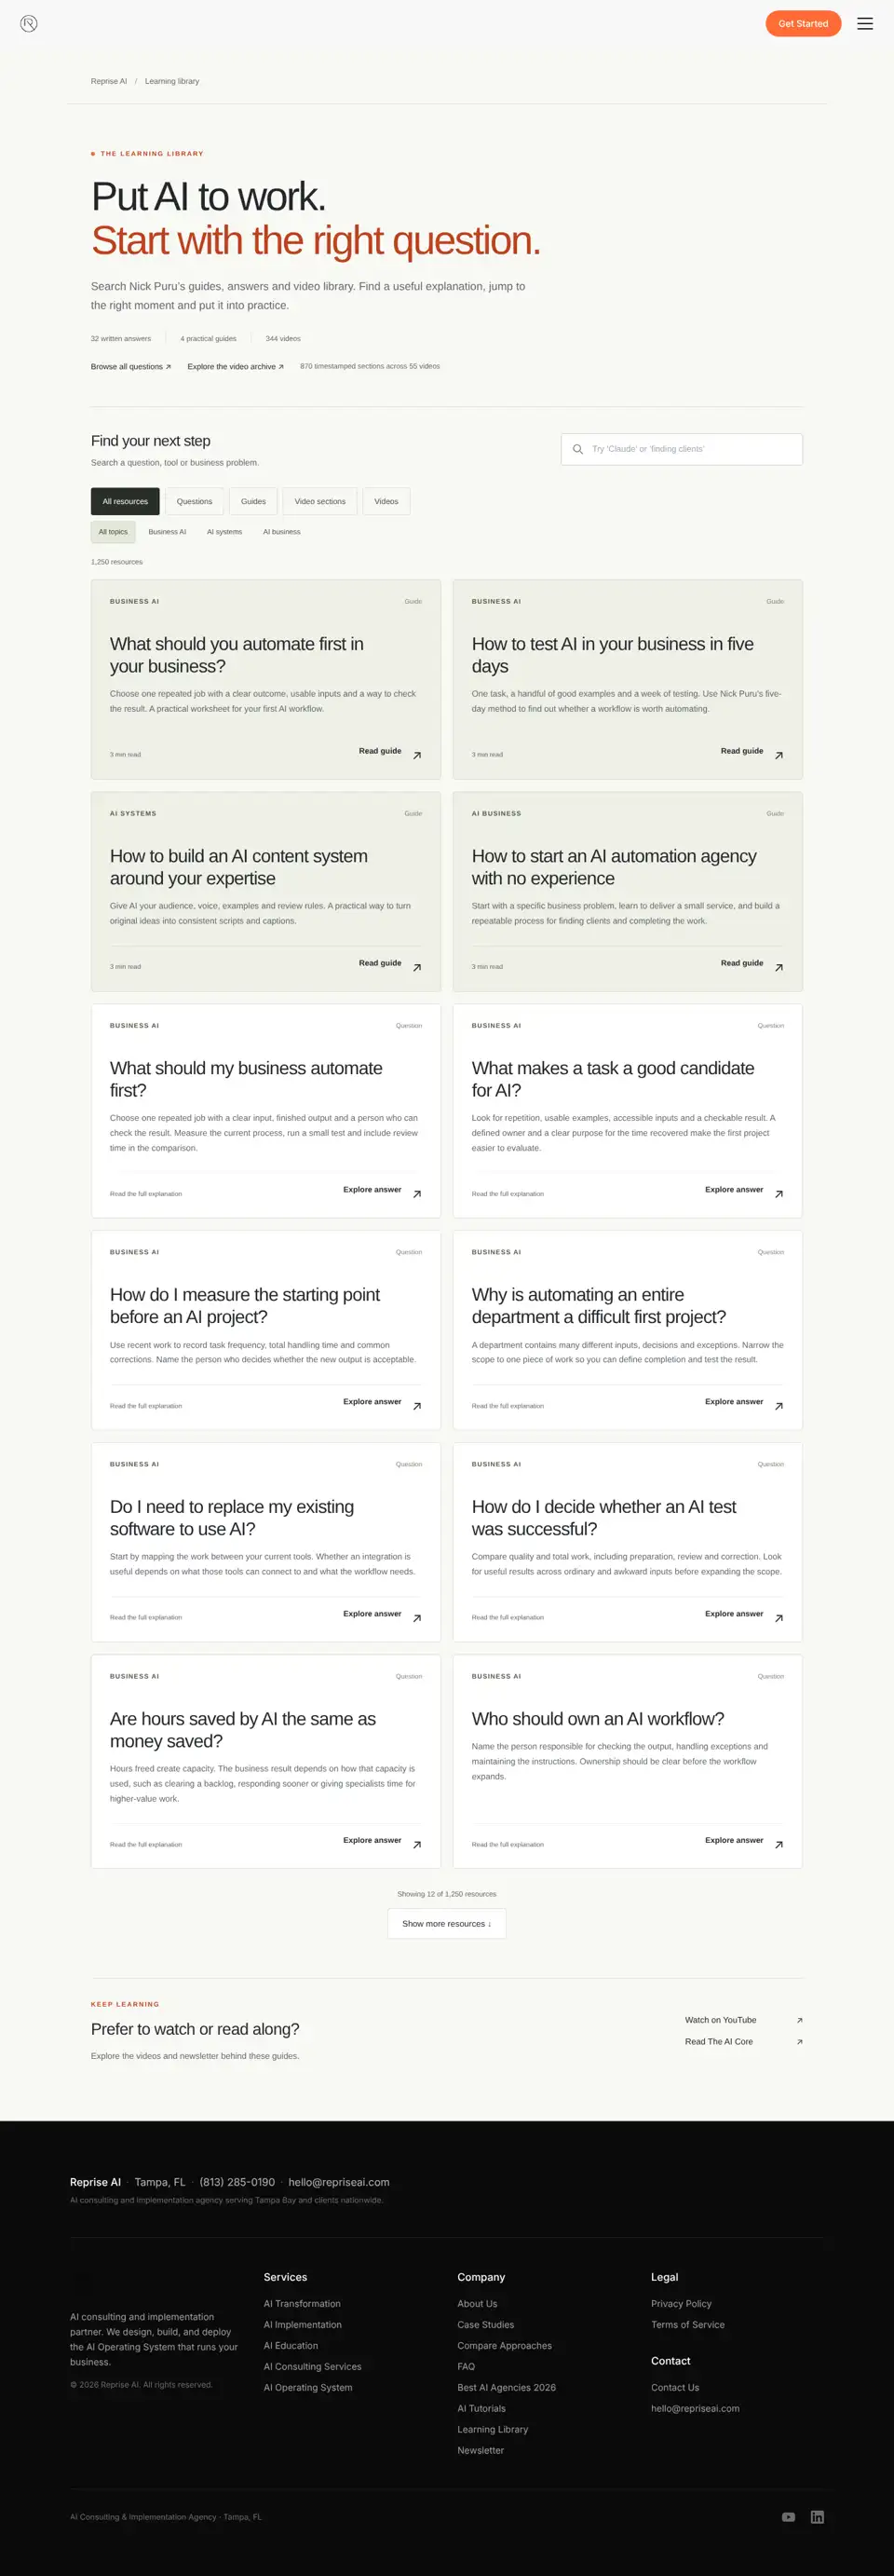 Get Started
Reprise AI / Learning library
THE LEARNING LIBRARY
Put AI to work.
Start with the right question.
Search Nick Puru's guides, answers and video library. Find a useful explanation, jump to
the right moment and put it into practice.
32 written answers
4 practical guides
344 videos
Browse all questions ↗
Explore the video archive ↗
870 timestamped sections across 55 videos
Find your next step
Search a question, tool or business problem.
Try 'Claude' or 'finding clients'
All resources
Questions
Guides
Video sections
Videos
All topics
Business AI
AI systems
AI business
1,250 resources
BUSINESS AI
Guide
What should you automate first in
your business?
Choose one repeated job with a clear outcome, usable inputs and a way to check
the result. A practical worksheet for your first AI workflow.
3 min read
Read guide
BUSINESS AI
Guide
How to test AI in your business in five
days
One task, a handful of good examples and a week of testing. Use Nick Puru's five-
day method to find out whether a workflow is worth automating.
3 min read
Read guide
AI SYSTEMS
Guide
How to build an AI content system
around your expertise
Give AI your audience, voice, examples and review rules. A practical way to turn
original ideas into consistent scripts and captions.
3 min read
Read guide
AI BUSINESS
Guide
How to start an AI automation agency
with no experience
Start with a specific business problem, learn to deliver a small service, and build a
repeatable process for finding clients and completing the work.
3 min read
Read guide
BUSINESS AI
Question
What should my business automate
first?
Choose one repeated job with a clear input, finished output and a person who can
check the result. Measure the current process, run a small test and include review
time in the comparison.
Read the full explanation
Explore answer
BUSINESS AI
Question
What makes a task a good candidate
for AI?
Look for repetition, usable examples, accessible inputs and a checkable result. A
defined owner and a clear purpose for the time recovered make the first project
easier to evaluate.
Read the full explanation
Explore answer
BUSINESS AI
Question
How do I measure the starting point
before an AI project?
Use recent work to record task frequency, total handling time and common
corrections. Name the person who decides whether the new output is acceptable.
Read the full explanation
Explore answer
BUSINESS AI
Question
Why is automating an entire
department a difficult first project?
A department contains many different inputs, decisions and exceptions. Narrow the
scope to one piece of work so you can define completion and test the result.
Read the full explanation
Explore answer
BUSINESS AI
Question
Do I need to replace my existing
software to use AI?
Start by mapping the work between your current tools. Whether an integration is
useful depends on what those tools can connect to and what the workflow needs.
Read the full explanation
Explore answer
BUSINESS AI
Question
How do I decide whether an AI test
was successful?
Compare quality and total work, including preparation, review and correction. Look
for useful results across ordinary and awkward inputs before expanding the scope.
Read the full explanation
Explore answer
BUSINESS AI
Question
Are hours saved by AI the same as
money saved?
Hours freed create capacity. The business result depends on how that capacity is
used, such as clearing a backlog, responding sooner or giving specialists time for
higher-value work.
Read the full explanation
Explore answer
BUSINESS AI
Question
Who should own an AI workflow?
Name the person responsible for checking the output, handling exceptions and
maintaining the instructions. Ownership should be clear before the workflow
expands.
Read the full explanation
Explore answer
Showing 12 of 1,250 resources
Show more resources ↓
KEEP LEARNING
Prefer to watch or read along?
Explore the videos and newsletter behind these guides.
Watch on YouTube ↗
Read The AI Core ↗
Reprise AI · Tampa, FL · (813) 285-0190 · hello@repriseai.com
AI consulting and implementation agency serving Tampa Bay and clients nationwide.
AI consulting and implementation
partner. We design, build, and deploy
the AI Operating System that runs your
business.
© 2026 Reprise AI. All rights reserved.
Services
AI Transformation
AI Implementation
AI Education
AI Consulting Services
AI Operating System
Company
About Us
Case Studies
Compare Approaches
FAQ
Best AI Agencies 2026
AI Tutorials
Learning Library
Newsletter
Legal
Privacy Policy
Terms of Service
Contact
Contact Us
hello@repriseai.com
AI Consulting & Implementation Agency · Tampa, FL